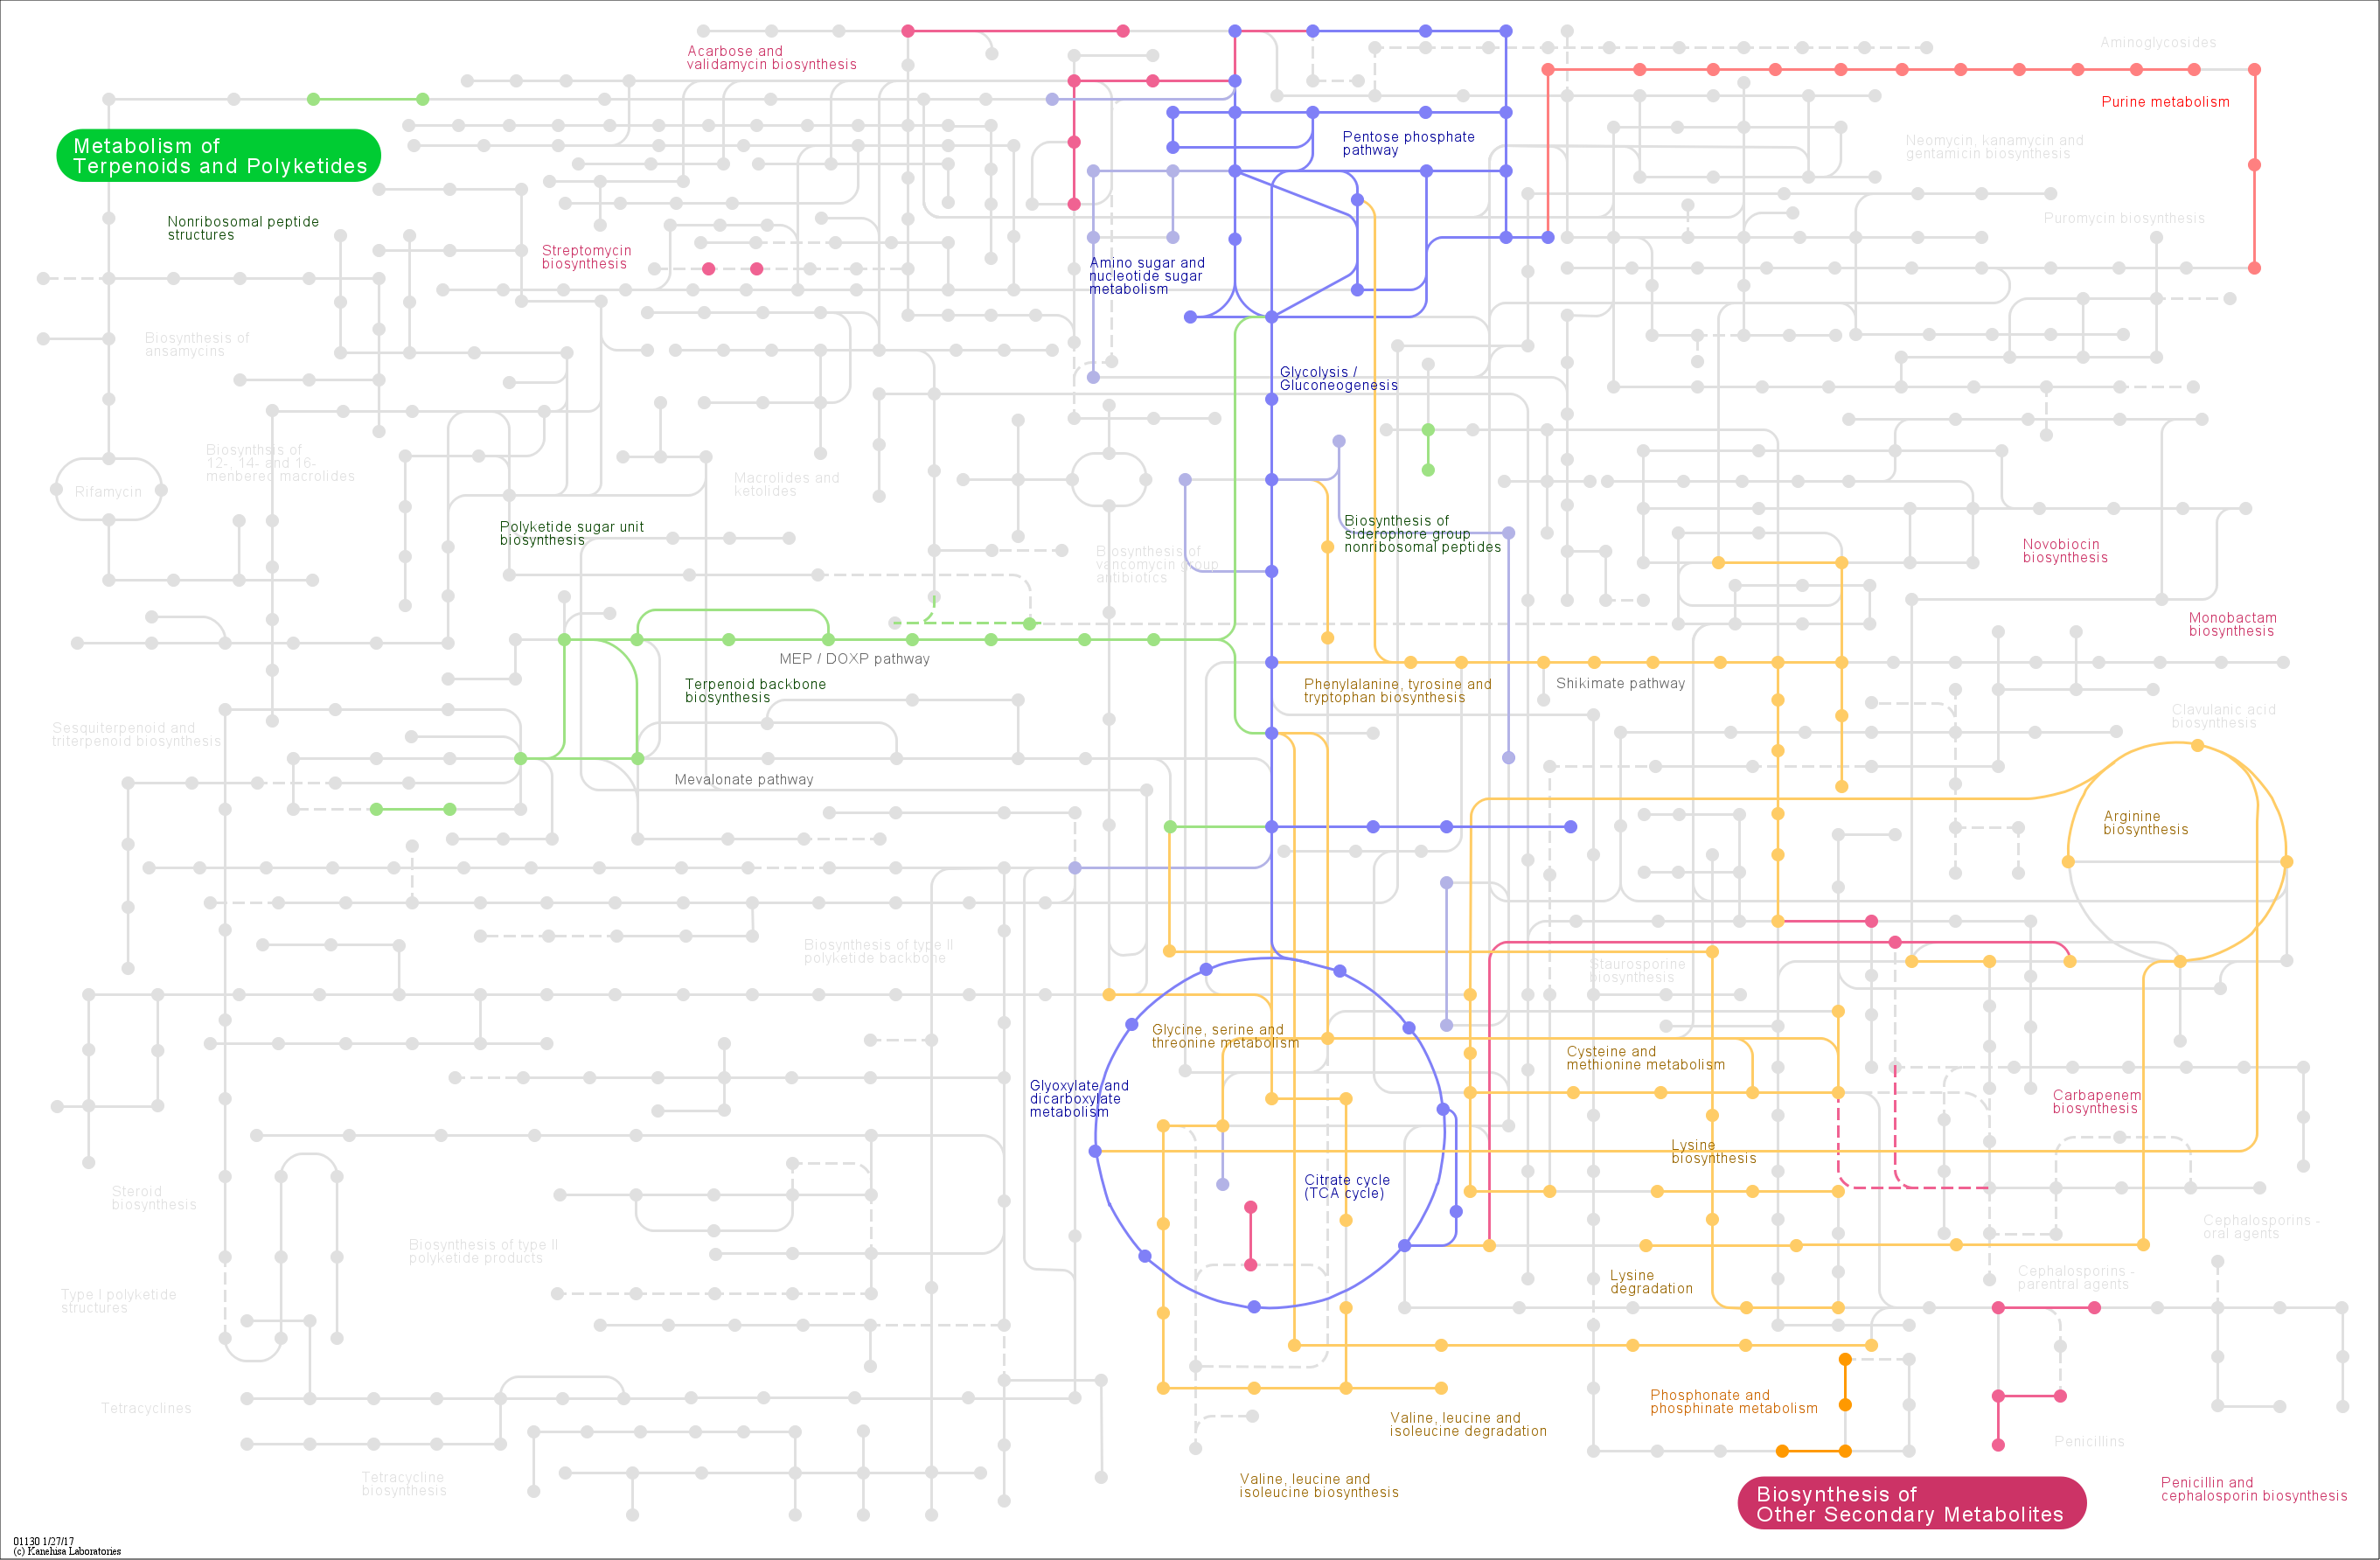 Acarbose and
validamycin biosynthesis
Aminoglycosides
Purine metabolism
Metabolism of
Terpenoids and Polyketides
Pentose phosphate
pathway
Neomycin, kanamycin and
gentamicin biosynthesis
Nonribosomal peptide
structures
Puromycin biosynthesis
Streptomycin
biosynthesis
Amino sugar and
nucleotide sugar
metabolism
Biosynthesis of
ansamycins
Glycolysis /
Gluconeogenesis
Biosynthsis of
12-, 14- and 16-
menbered macrolides
Rifamycin
Macrolides and
ketolides
Polyketide sugar unit
biosynthesis
Biosynthesis of
siderophore group
nonribosomal peptides
Biosynthesis of
vancomycin group
antibiotics
Novobiocin
biosynthesis
Monobactam
biosynthesis
MEP / DOXP pathway
Terpenoid backbone
biosynthesis
Phenylalanine, tyrosine and
tryptophan biosynthesis
Shikimate pathway
Sesquiterpenoid and
triterpenoid biosynthesis
Clavulanic acid
biosynthesis
Mevalonate pathway
Arginine
biosynthesis
Biosynthesis of type II
polyketide backbone
Staurosporine
biosynthesis
Glycine, serine and
threonine metabolism
Cysteine and
methionine metabolism
Glyoxylate and
dicarboxylate
metabolism
Carbapenem
biosynthesis
Lysine
biosynthesis
Citrate cycle
(TCA cycle)
Steroid
biosynthesis
Cephalosporins -
oral agents
Biosynthesis of type II
polyketide products
Lysine
degradation
Cephalosporins -
parentral agents
Type I polyketide
structures
Phosphonate and
phosphinate metabolism
Tetracyclines
Valine, leucine and
isoleucine degradation
Penicillins
Tetracycline
biosynthesis
Valine, leucine and
isoleucine biosynthesis
Biosynthesis of
Other Secondary Metabolites
Penicillin and
cephalosporin biosynthesis
01130 1/27/17
(c) Kanehisa Laboratories